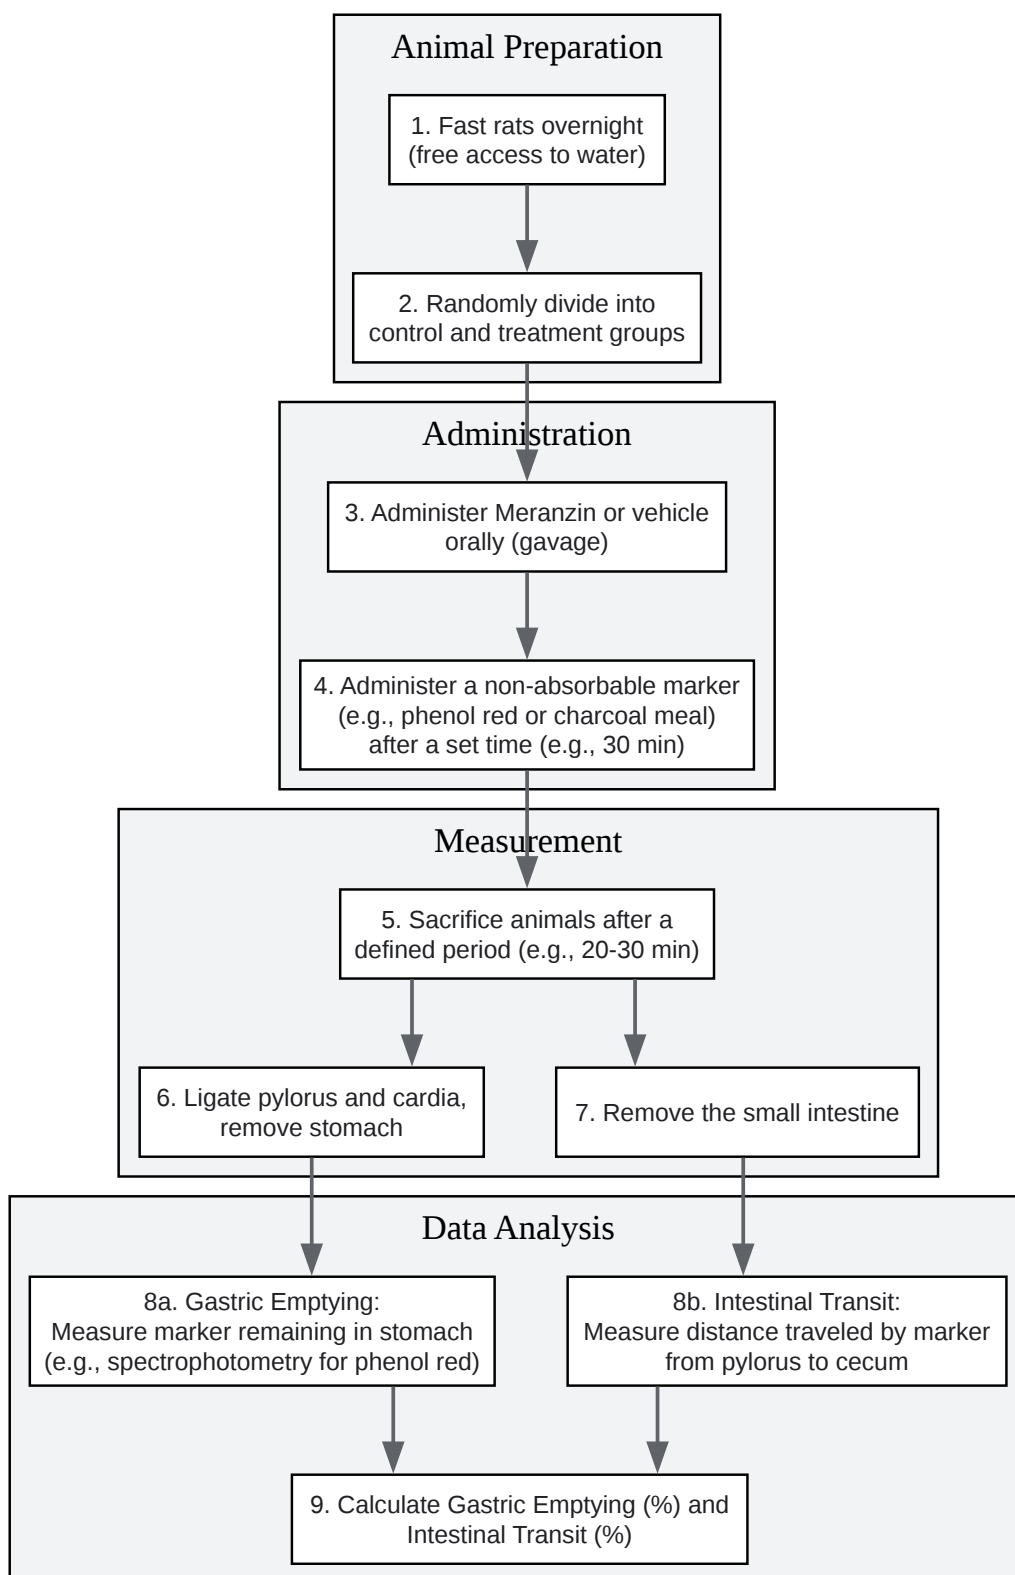 Animal Preparation
1. Fast rats overnight
(free access to water)
2. Randomly divide into
control and treatment groups
Administration
3. Administer Meranzin or vehicle
orally (gavage)
4. Administer a non-absorbable marker
(e.g., phenol red or charcoal meal)
after a set time (e.g., 30 min)
Measurement
5. Sacrifice animals after a
defined period (e.g., 20-30 min)
6. Ligate pylorus and cardia,
remove stomach
7. Remove the small intestine
Data Analysis
8a. Gastric Emptying:
Measure marker remaining in stomach
(e.g., spectrophotometry for phenol red)
8b. Intestinal Transit:
Measure distance traveled by marker
from pylorus to cecum
9. Calculate Gastric Emptying (%) and
Intestinal Transit (%)